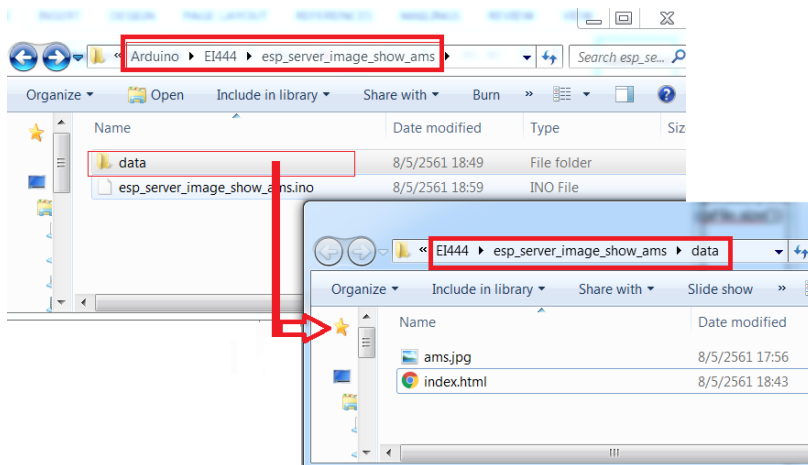 Arduino EI444 esp_server_image_show_ams Search esp_se...
Organize Open Include in library Share with Burn »
Name Date modified Type Siz
data 8/5/2561 18:49 File folder
esp_server_image_show_ams.ino 8/5/2561 18:59 INO File
« EI444 esp_server_image_show_ams data
Organize Include in library Share with Slide show »
Name Date modified
ams.jpg 8/5/2561 17:56
index.html 8/5/2561 18:43